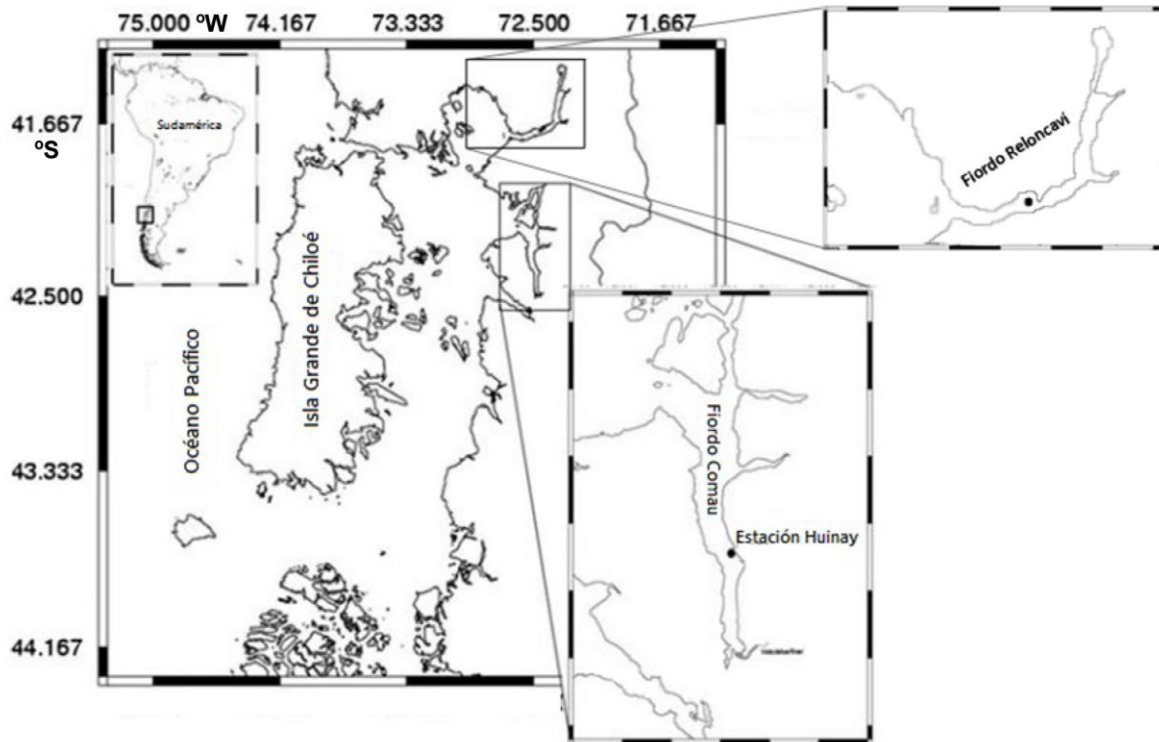 75.000 ºW 74.167 73.333 72.500 71.667
41.667
ºS
42.500
43.333
44.167
Sudamérica
Isla Grande de Chiloé
Océano Pacífico
Fiordo Reloncaví
Fiordo Comau
Estación Huinay